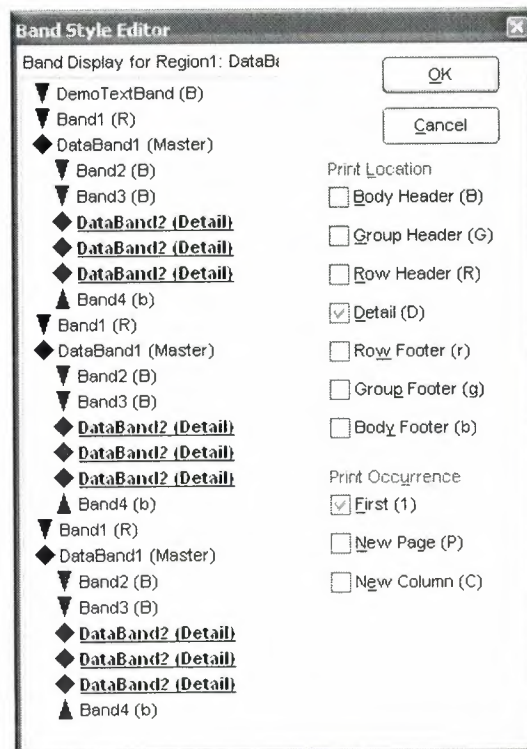 Band Style Editor
Band Display for Region1: DataBa
DemoTextBand (B)
Band1 (R)
DataBand1 (Master)
Band2 (B)
Band3 (B)
DataBand2 (Detail)
DataBand2 (Detail)
DataBand2 (Detail)
Band4 (b)
Band1 (R)
DataBand1 (Master)
Band2 (B)
Band3 (B)
DataBand2 (Detail)
DataBand2 (Detail)
DataBand2 (Detail)
Band4 (b)
Band1 (R)
DataBand1 (Master)
Band2 (B)
Band3 (B)
DataBand2 (Detail)
DataBand2 (Detail)
DataBand2 (Detail)
Band4 (b)
OK
Cancel
Print Location
Body Header (B)
Group Header (G)
Row Header (R)
Detail (D)
Row Footer (r)
Group Footer (g)
Body Footer (b)
Print Occurrence
First (1)
New Page (P)
New Column (C)